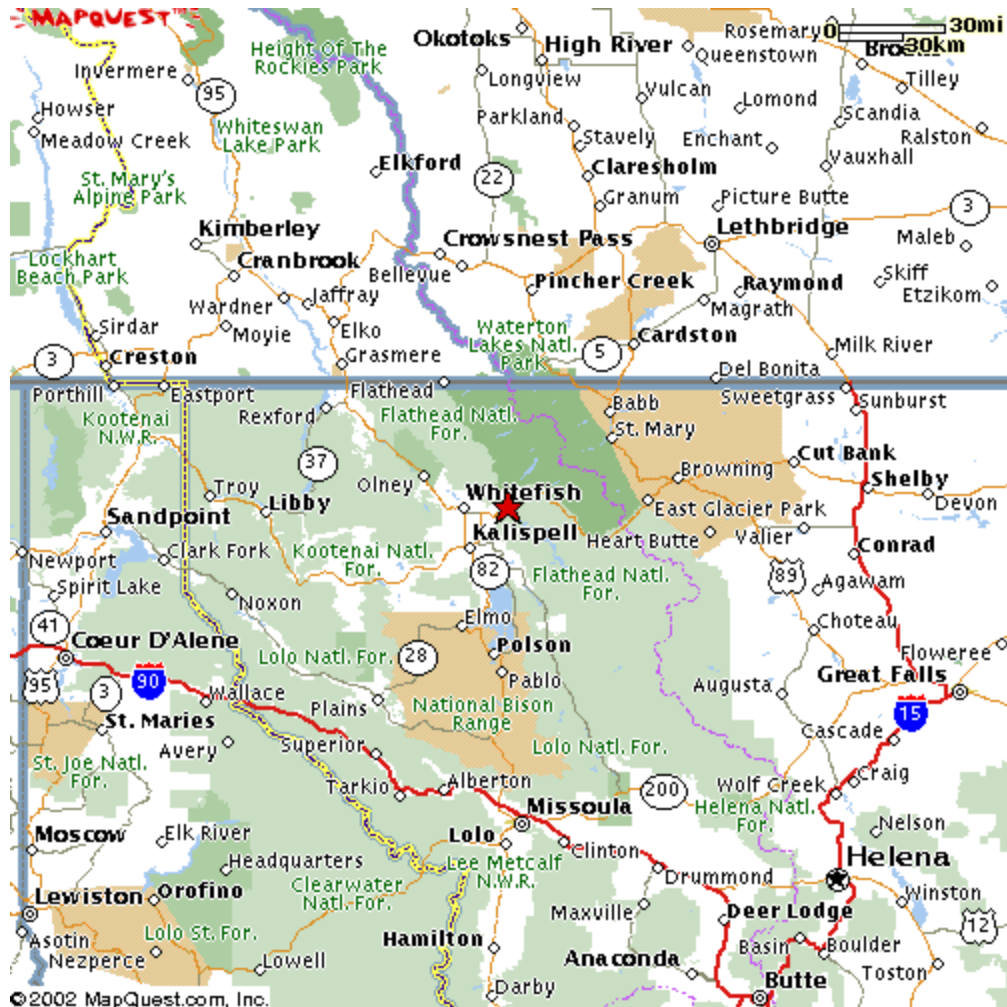 MAPQUEST
Height Of The
Rockies Park
Okotoks
High River
Rosemary
0
30mi
30km
Queenstown
Invermere
Longview
Tilley
95
Vulcan
Lomond
Howser
Parkland
Scandia
Meadow Creek
Whiteswan
Lake Park
Stavely
Enchant
Ralston
Elkford
Claresholm
Vauxhall
St. Mary's
Alpine Park
22
Granum
Picture Butte
3
Kimberley
Crowsnest Pass
Lethbridge
Maleb
Lockhart
Beach Park
Cranbrook
Bellevue
Pincher Creek
Raymond
Skiff
Etzikom
Wardner
Jaffray
Magrath
Sirdar
Moyie
Elko
Waterton
Lakes Natl.
Park
Cardston
3
Creston
Grasmere
5
Milk River
Del Bonita
Porthill
Eastport
Flathead
Sweetgrass
Sunburst
Kootenai
N.W.R.
Rexford
Flathead Natl.
For.
Babb
St. Mary
37
Cut Bank
Browning
Shelby
Troy
Olney
Whitefish
Devon
Libby
East Glacier Park
Sandpoint
Kalispell
Heart Butte
Valier
Conrad
Newport
Clark Fork
Kootenai Natl.
For.
82
Flathead Natl.
For.
89
Agawam
Spirit Lake
Noxon
41
Elmo
Choteau
Coeur D'Alene
Lolo Natl. For.
28
Polson
Floweree
95
90
3
Wallace
Plains
Pablo
Augusta
Great Falls
St. Maries
National Bison
Range
15
Avery
Superior
Lolo Natl. For.
Cascade
St. Joe Natl.
For.
Tarkio
Alberton
200
Wolf Creek
Craig
Missoula
Helena Natl.
For.
Moscow
Elk River
Lolo
Nelson
Headquarters
Lee Metcalf
N.W.R.
Clinton
Helena
Lewiston
Orofino
Clearwater
Natl. For.
Drummond
Winston
Maxville
Deer Lodge
12
Asotin
Lolo St. For.
Hamilton
Basin
Boulder
Nezperce
Lowell
Anaconda
Toston
Darby
Butte
©2002 MapQuest.com, Inc.